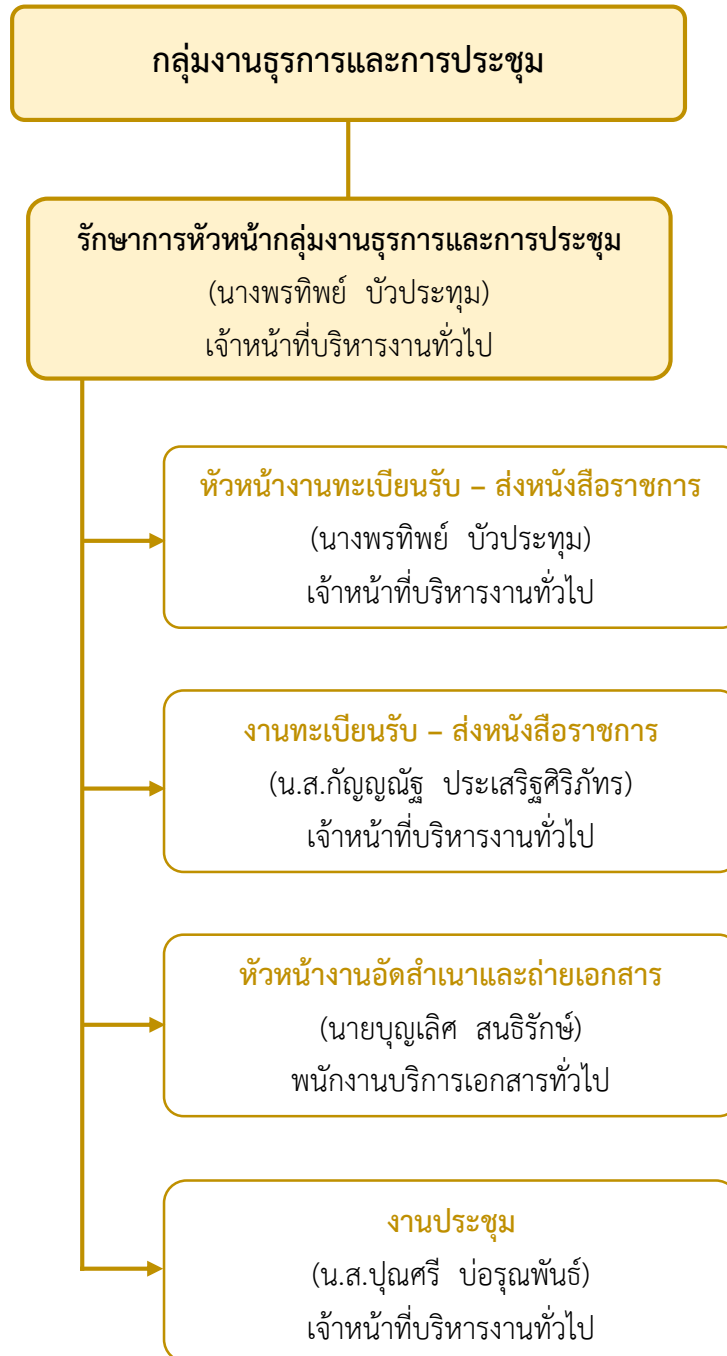 กลุ่มงานธุรการและการประชุม
รักษาการหัวหน้ากลุ่มงานธุรการและการประชุม
(นางพรทิพย์ บัวประทุม)
เจ้าหน้าที่บริหารงานทั่วไป
หัวหน้างานทะเบียนรับ – ส่งหนังสือราชการ
(นางพรทิพย์ บัวประทุม)
เจ้าหน้าที่บริหารงานทั่วไป
งานทะเบียนรับ – ส่งหนังสือราชการ
(น.ส.กัญญณัฐ ประเสริฐศิริภัทร)
เจ้าหน้าที่บริหารงานทั่วไป
หัวหน้างานอัดสำเนาและถ่ายเอกสาร
(นายบุญเลิศ สนธิรักษ์)
พนักงานบริการเอกสารทั่วไป
งานประชุม
(น.ส.ปุณศรี บ่อรุณพันธ์)
เจ้าหน้าที่บริหารงานทั่วไป